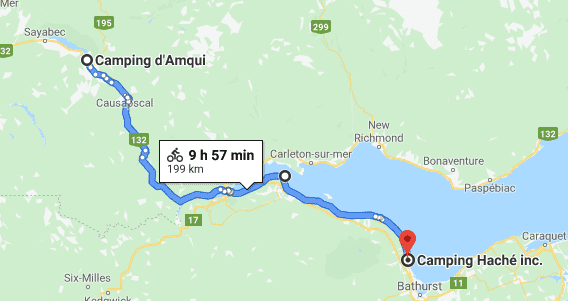 Mer
195
Sayabec
Camping d'Amqui
299
Causapscal
132
9 h 57 min
199 km
New
Richmond
132
Carleton-sur-mer
Bonaventure
Paspébiac
17
Caraquet
Camping Haché inc.
Six-Milles
Kedgwick
Bathurst
11